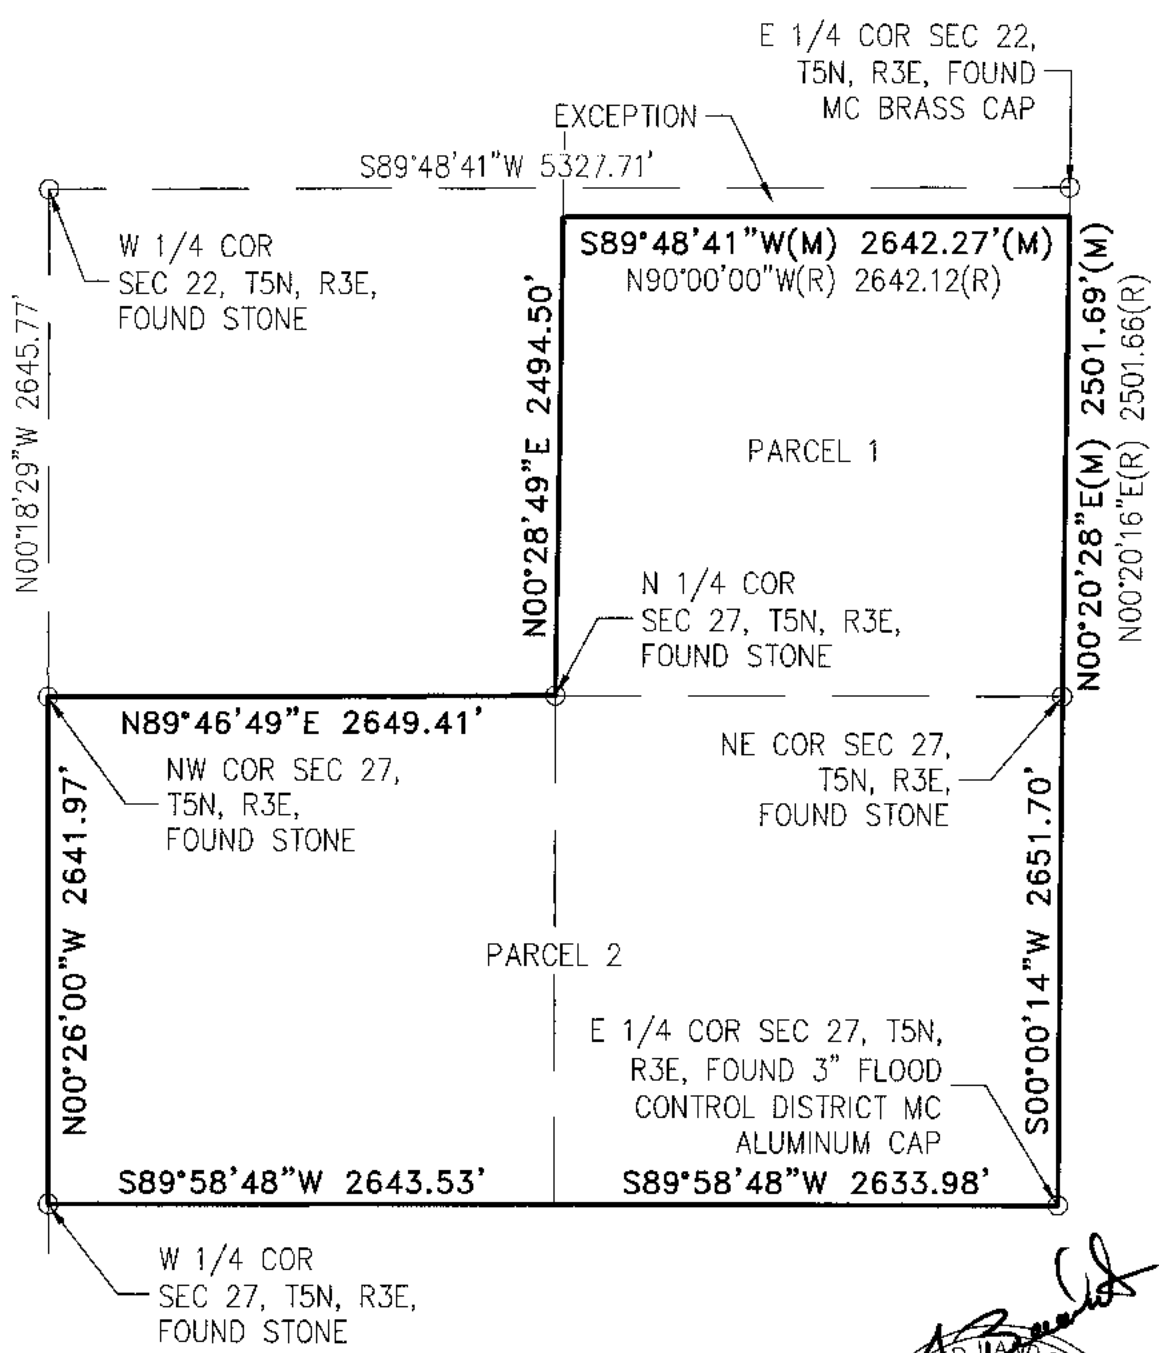 E 1/4 COR SEC 22,
T5N, R3E, FOUND
MC BRASS CAP
EXCEPTION
S89°48'41"W 5327.71'
W 1/4 COR
SEC 22, T5N, R3E,
FOUND STONE
S89°48'41"W(M) 2642.27'(M)
N90°00'00"W(R) 2642.12(R)
N00°18'29"W 2645.77'
N00°28'49"E 2494.50'
N00°20'28"E(M) 2501.69'(M)
N00°20'16"E(R) 2501.66(R)
PARCEL 1
N 1/4 COR
SEC 27, T5N, R3E,
FOUND STONE
N89°46'49"E 2649.41'
NW COR SEC 27,
T5N, R3E,
FOUND STONE
NE COR SEC 27,
T5N, R3E,
FOUND STONE
N00°26'00"W 2641.97'
S00°00'14"W 2651.70'
PARCEL 2
E 1/4 COR SEC 27, T5N,
R3E, FOUND 3" FLOOD
CONTROL DISTRICT MC
ALUMINUM CAP
S89°58'48"W 2643.53'
S89°58'48"W 2633.98'
W 1/4 COR
SEC 27, T5N, R3E,
FOUND STONE